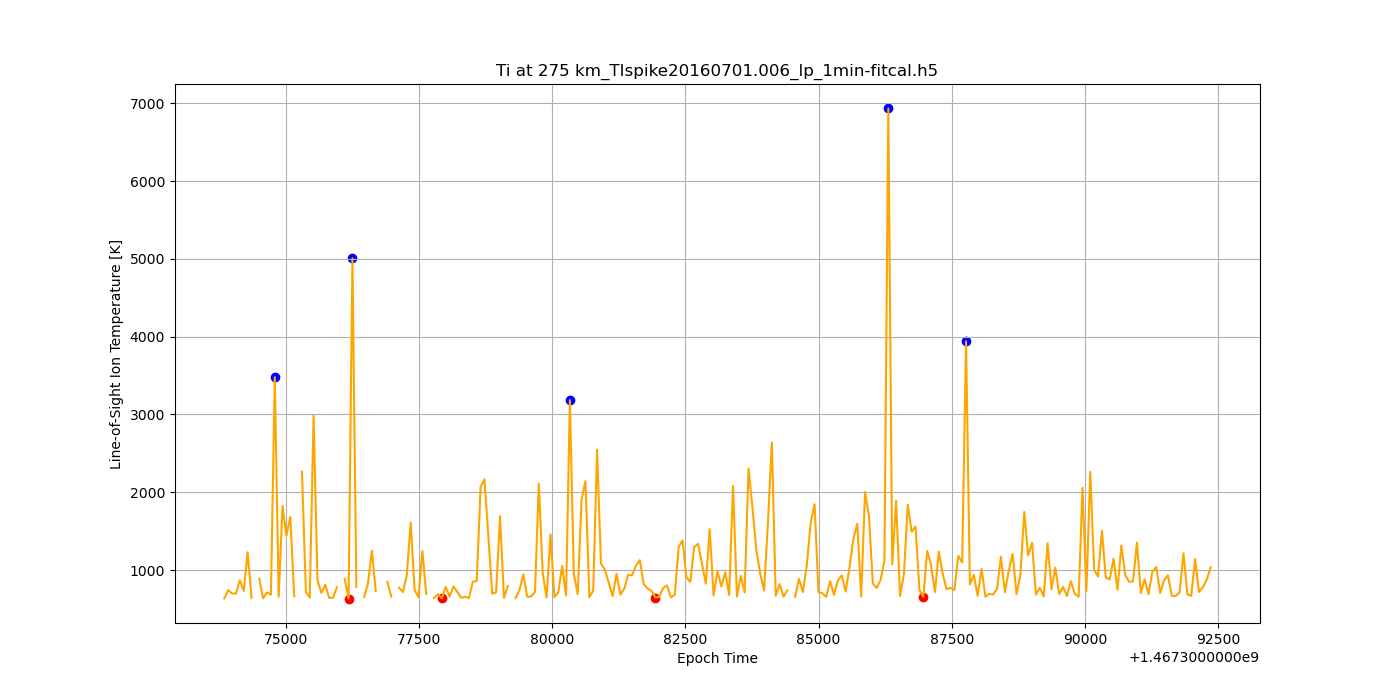 Ti at 275 km_TIspike20160701.006_lp_1min-fitcal.h5
Line-of-Sight Ion Temperature [K]
7000
6000
5000
4000
3000
2000
1000
75000 77500 80000 82500 85000 87500 90000 92500
Epoch Time
+1.4673000000e9